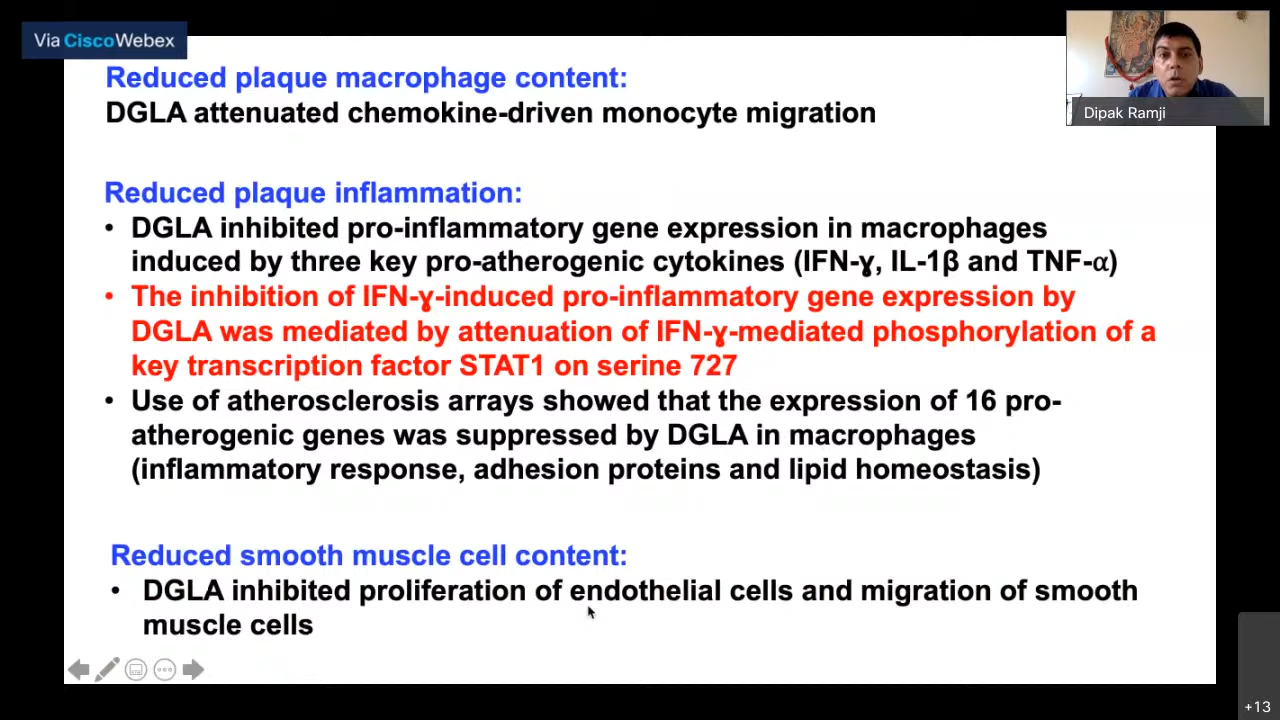 Via CiscoWebex
Reduced plaque macrophage content:
DGLA attenuated chemokine-driven monocyte migration
Dipak Ramji
Reduced plaque inflammation:
• DGLA inhibited pro-inflammatory gene expression in macrophages
induced by three key pro-atherogenic cytokines (IFN-ɣ, IL-1β and TNF-α)
• The inhibition of IFN-ɣ-induced pro-inflammatory gene expression by
DGLA was mediated by attenuation of IFN-ɣ-mediated phosphorylation of a
key transcription factor STAT1 on serine 727
• Use of atherosclerosis arrays showed that the expression of 16 pro-
atherogenic genes was suppressed by DGLA in macrophages
(inflammatory response, adhesion proteins and lipid homeostasis)
Reduced smooth muscle cell content:
• DGLA inhibited proliferation of endothelial cells and migration of smooth
muscle cells
+13